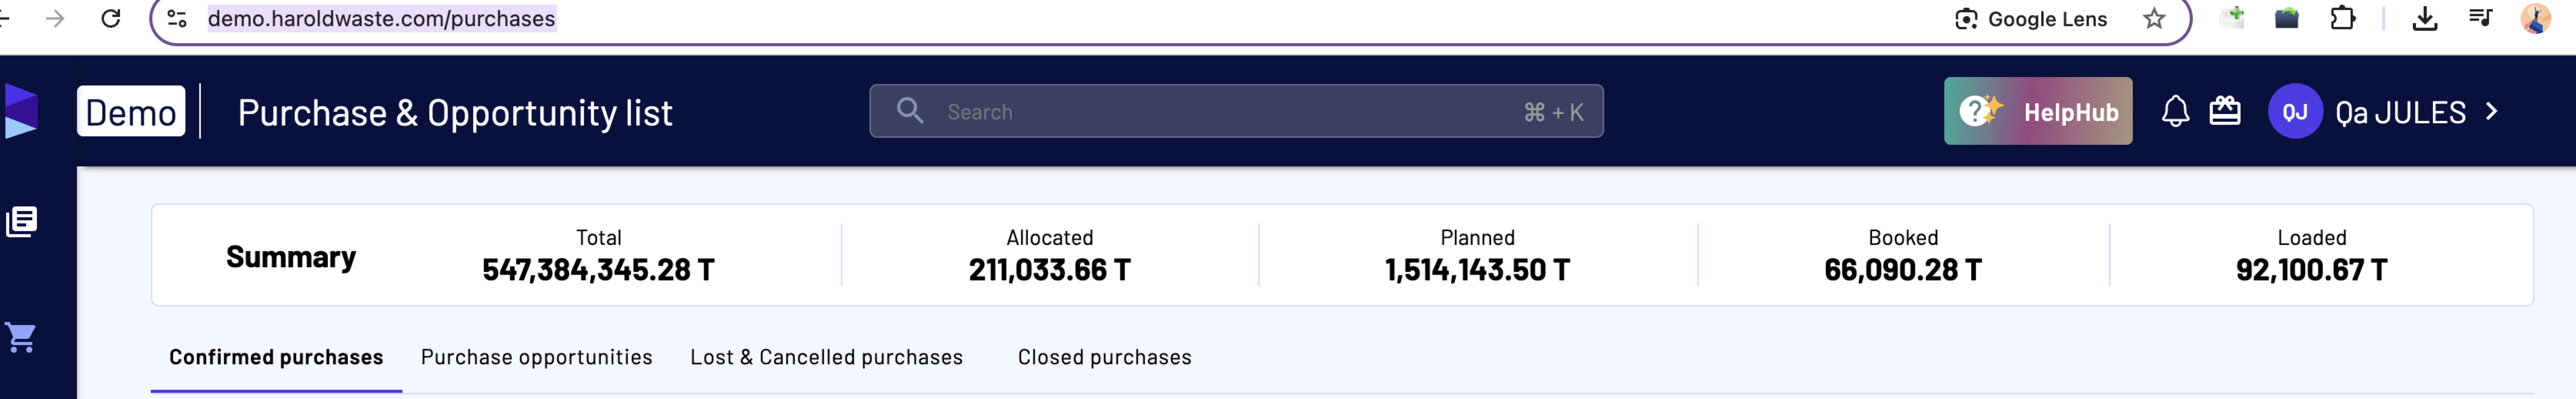 demo.haroldwaste.com/purchases
Google Lens
Demo
Purchase & Opportunity list
Search
⌘ + K
HelpHub
QJ
Qa JULES
Summary
Total
547,384,345.28 T
Allocated
211,033.66 T
Planned
1,514,143.50 T
Booked
66,090.28 T
Loaded
92,100.67 T
Confirmed purchases
Purchase opportunities
Lost & Cancelled purchases
Closed purchases